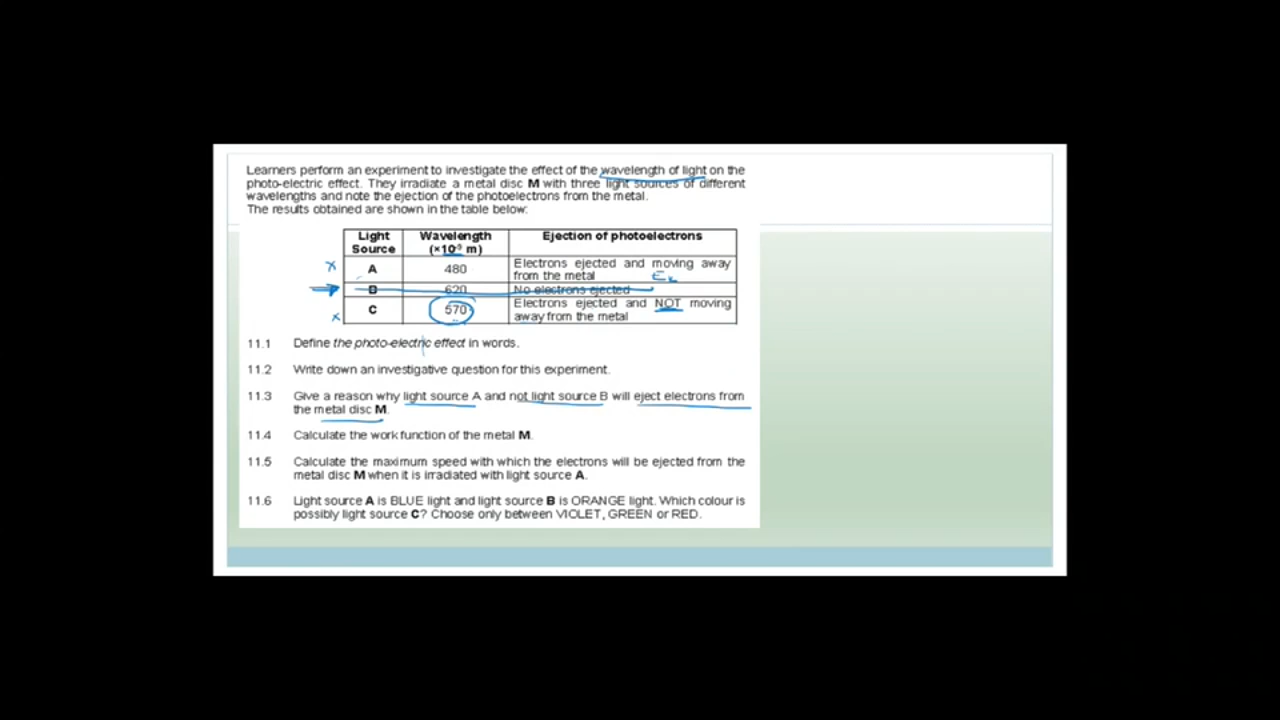 Learners perform an experiment to investigate the effect of the wavelength of light on the
photo-electric effect. They irradiate a metal disc M with three light sources of different
wavelengths and note the ejection of the photoelectrons from the metal.
The results obtained are shown in the table below:
Light Source Wavelength (×10⁻⁹ m) Ejection of photoelectrons
x A 480 Electrons ejected and moving away
from the metal Eₖ
B 620 No electrons ejected
x C 570 Electrons ejected and NOT moving
away from the metal
11.1 Define the photo-electric effect in words.
11.2 Write down an investigative question for this experiment.
11.3 Give a reason why light source A and not light source B will eject electrons from
the metal disc M.
11.4 Calculate the work function of the metal M.
11.5 Calculate the maximum speed with which the electrons will be ejected from the
metal disc M when it is irradiated with light source A.
11.6 Light source A is BLUE light and light source B is ORANGE light. Which colour is
possibly light source C? Choose only between VIOLET, GREEN or RED.